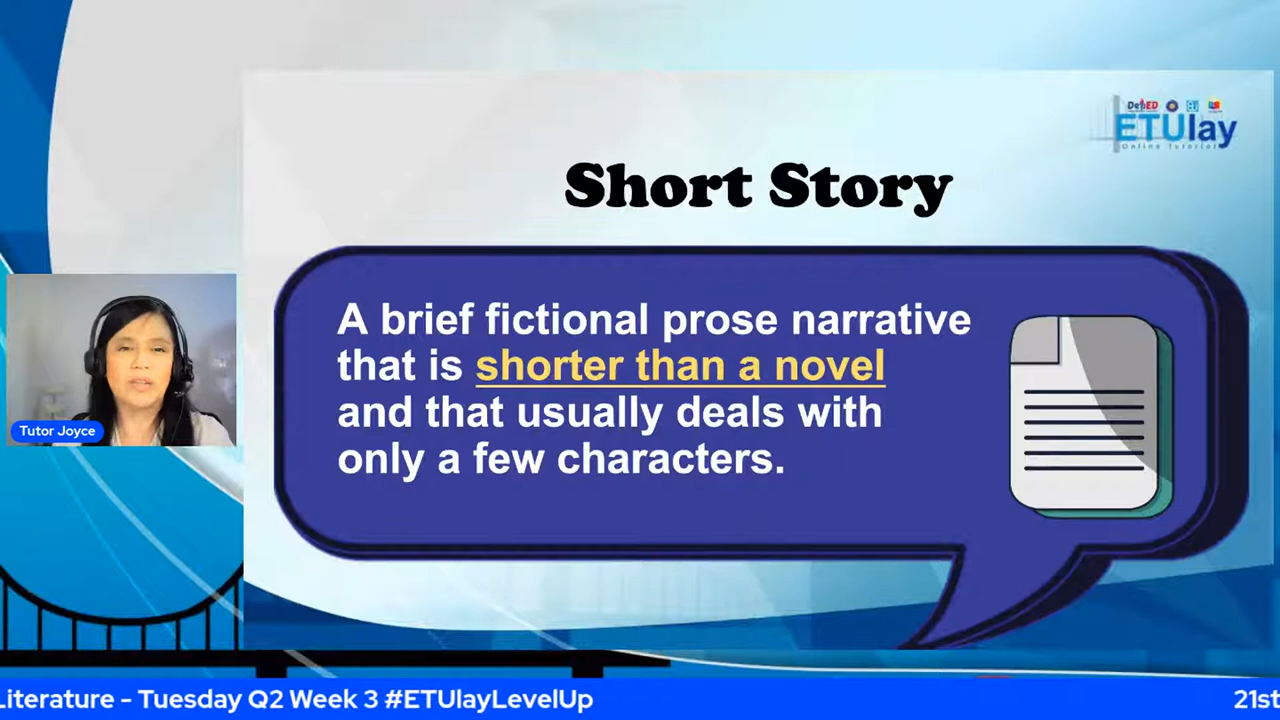 DepED
ETUlay
Online Tutorial
Short Story
A brief fictional prose narrative
that is shorter than a novel
and that usually deals with
only a few characters.
Tutor Joyce
Literature - Tuesday Q2 Week 3 #ETUlayLevelUp
21st